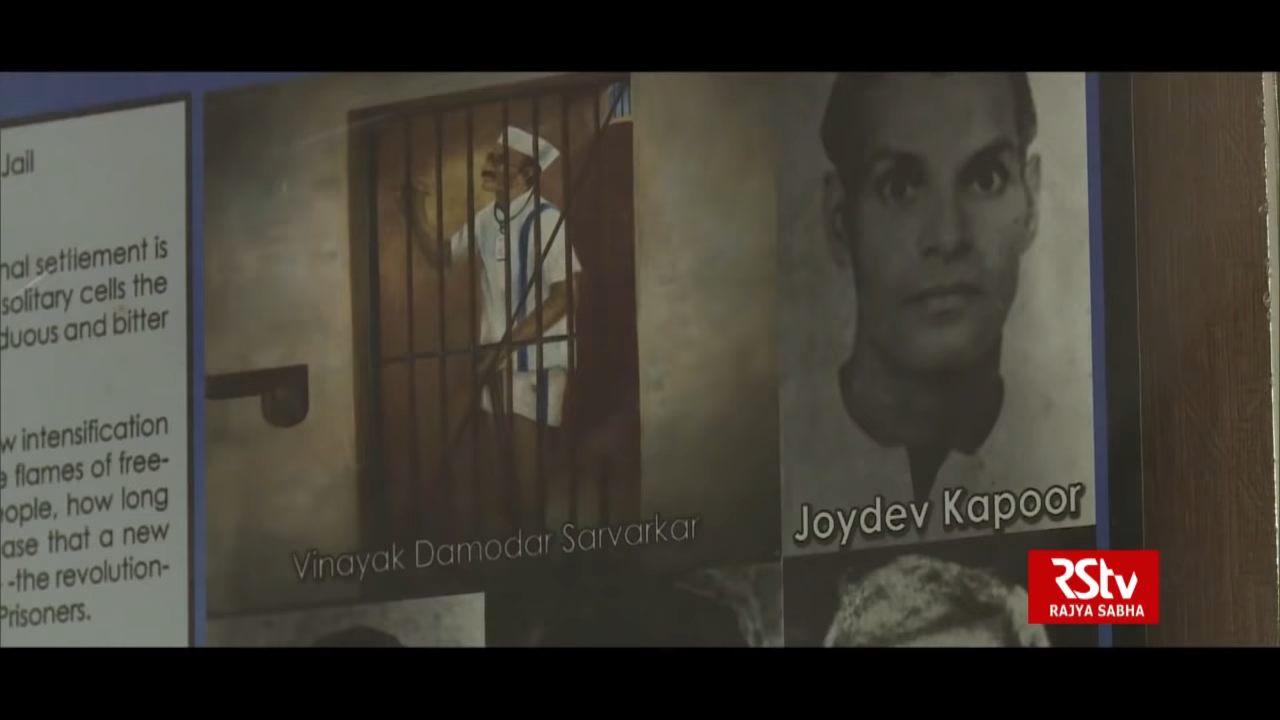 Jail
nal settlement is
solitary cells the
duous and bitter
w intensification
e flames of free-
eople, how long
ase that a new
-the revolution-
Prisoners.
Vinayak Damodar Sarvarkar
Joydev Kapoor
RStv
RAJYA SABHA